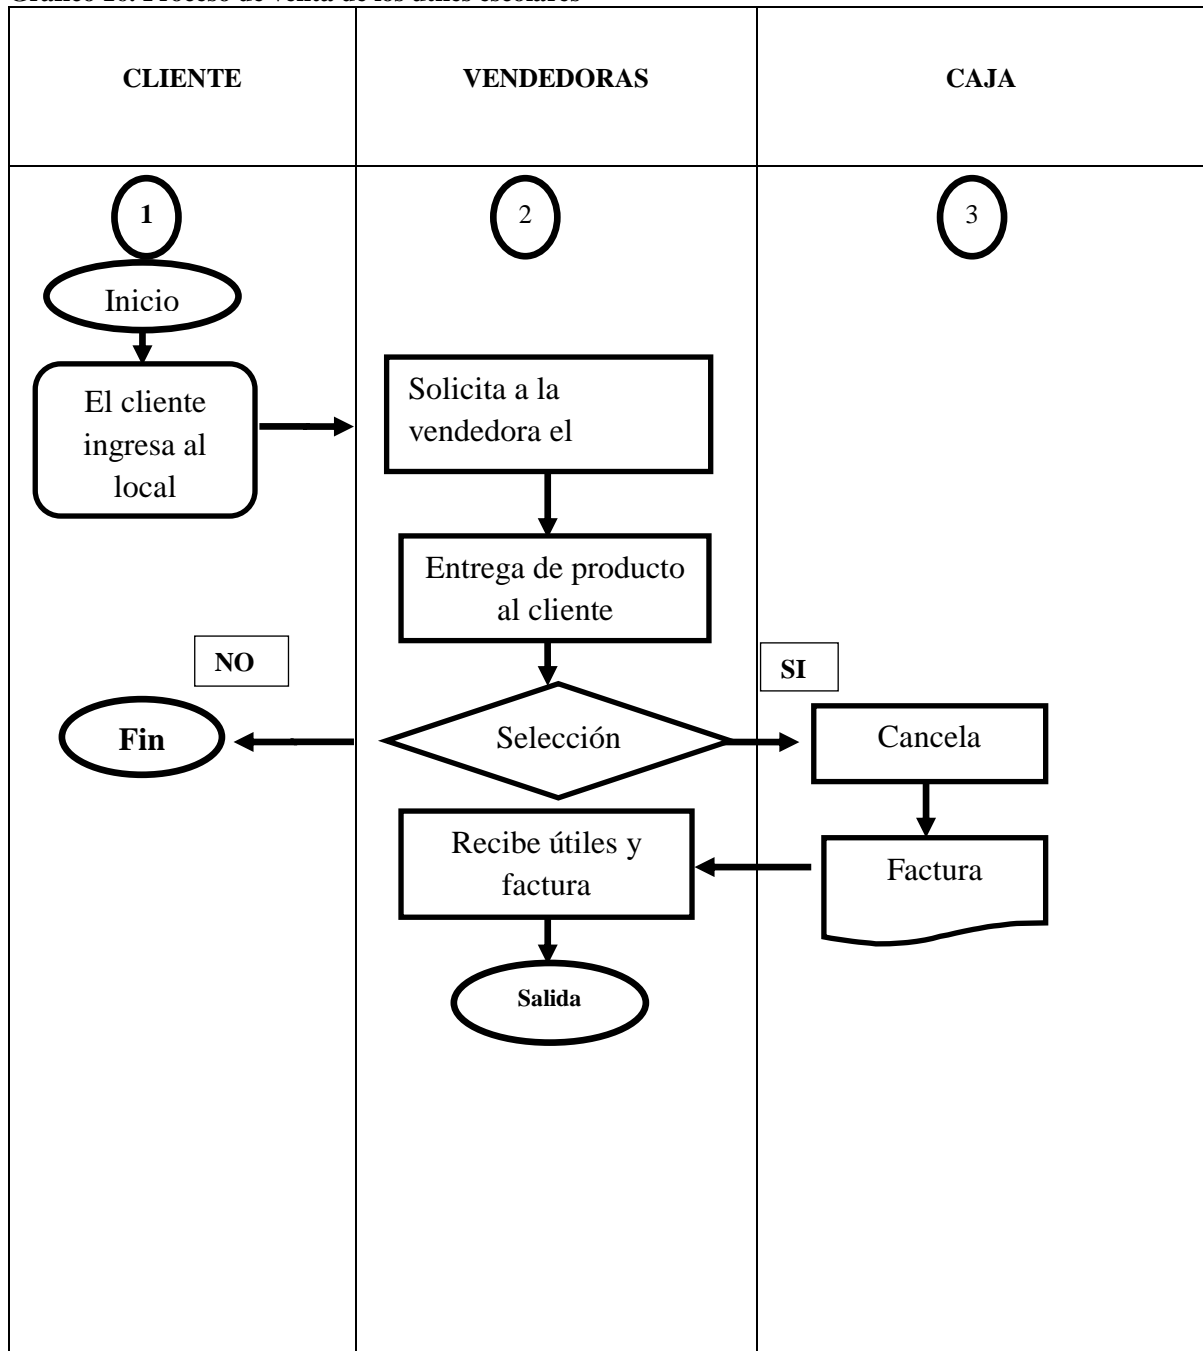 Gráfico 10. Proceso de venta de los útiles escolares
CLIENTE
VENDEDORAS
CAJA
1
2
3
Inicio
El cliente
ingresa al
local
Solicita a la
vendedora el
Entrega de producto
al cliente
NO
SI
Fin
Selección
Cancela
Recibe útiles y
factura
Factura
Salida